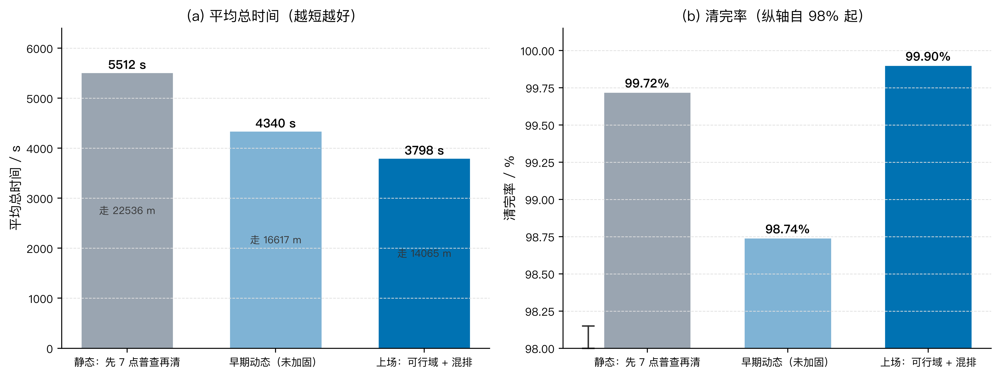 (a) 平均总时间（越短越好）
平均总时间 / s
6000
5000
4000
3000
2000
1000
0
5512 s
4340 s
3798 s
走 22536 m
走 16617 m
走 14065 m
静态：先 7 点普查再清
早期动态（未加固）
上场：可行域 + 混排
(b) 清完率（纵轴自 98% 起）
清完率 / %
100.00
99.75
99.50
99.25
99.00
98.75
98.50
98.25
98.00
99.72%
98.74%
99.90%
静态：先 7 点普查再清
早期动态（未加固）
上场：可行域 + 混排